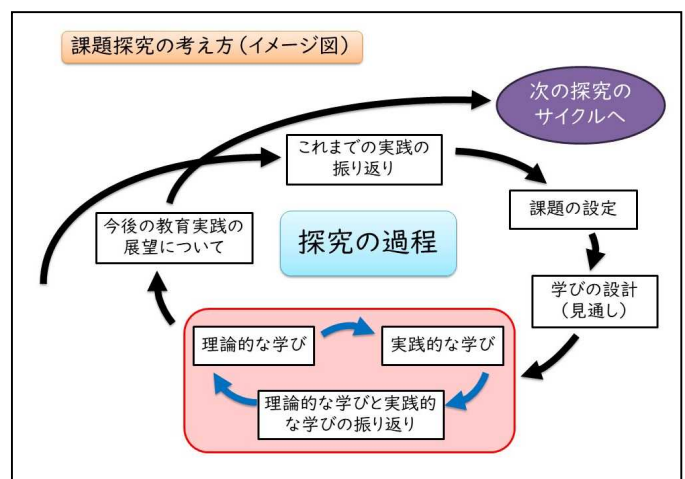 課題探究の考え方(イメージ図)
次の探究の
サイクルへ
これまでの実践の
振り返り
課題の設定
今後の教育実践の
展望について
探究の過程
学びの設計
(見通し)
理論的な学び
実践的な学び
理論的な学びと実践的
な学びの振り返り